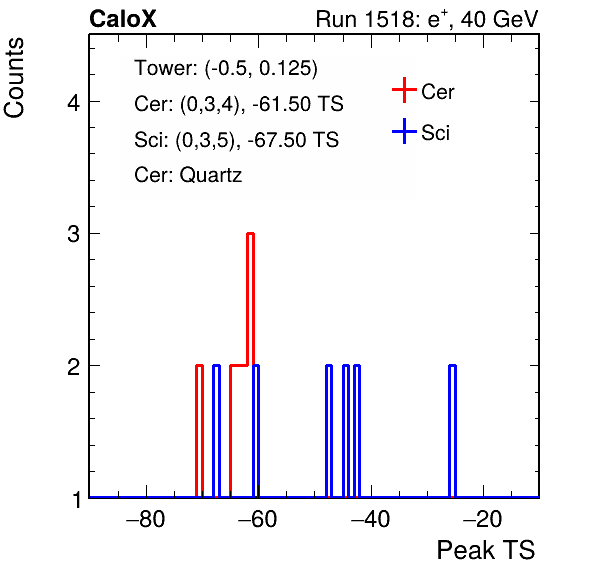 CaloX Run 1518: e⁺, 40 GeV
Counts
Tower: (-0.5, 0.125)
Cer: (0,3,4), -61.50 TS
Sci: (0,3,5), -67.50 TS
Cer: Quartz
Cer
Sci
4
3
2
1
−80 −60 −40 −20
Peak TS